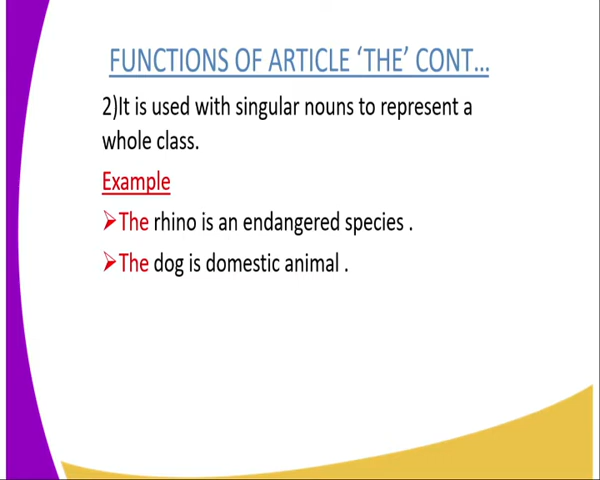 FUNCTIONS OF ARTICLE ‘THE’ CONT…
2)It is used with singular nouns to represent a
whole class.
Example
➢The rhino is an endangered species .
➢The dog is domestic animal .